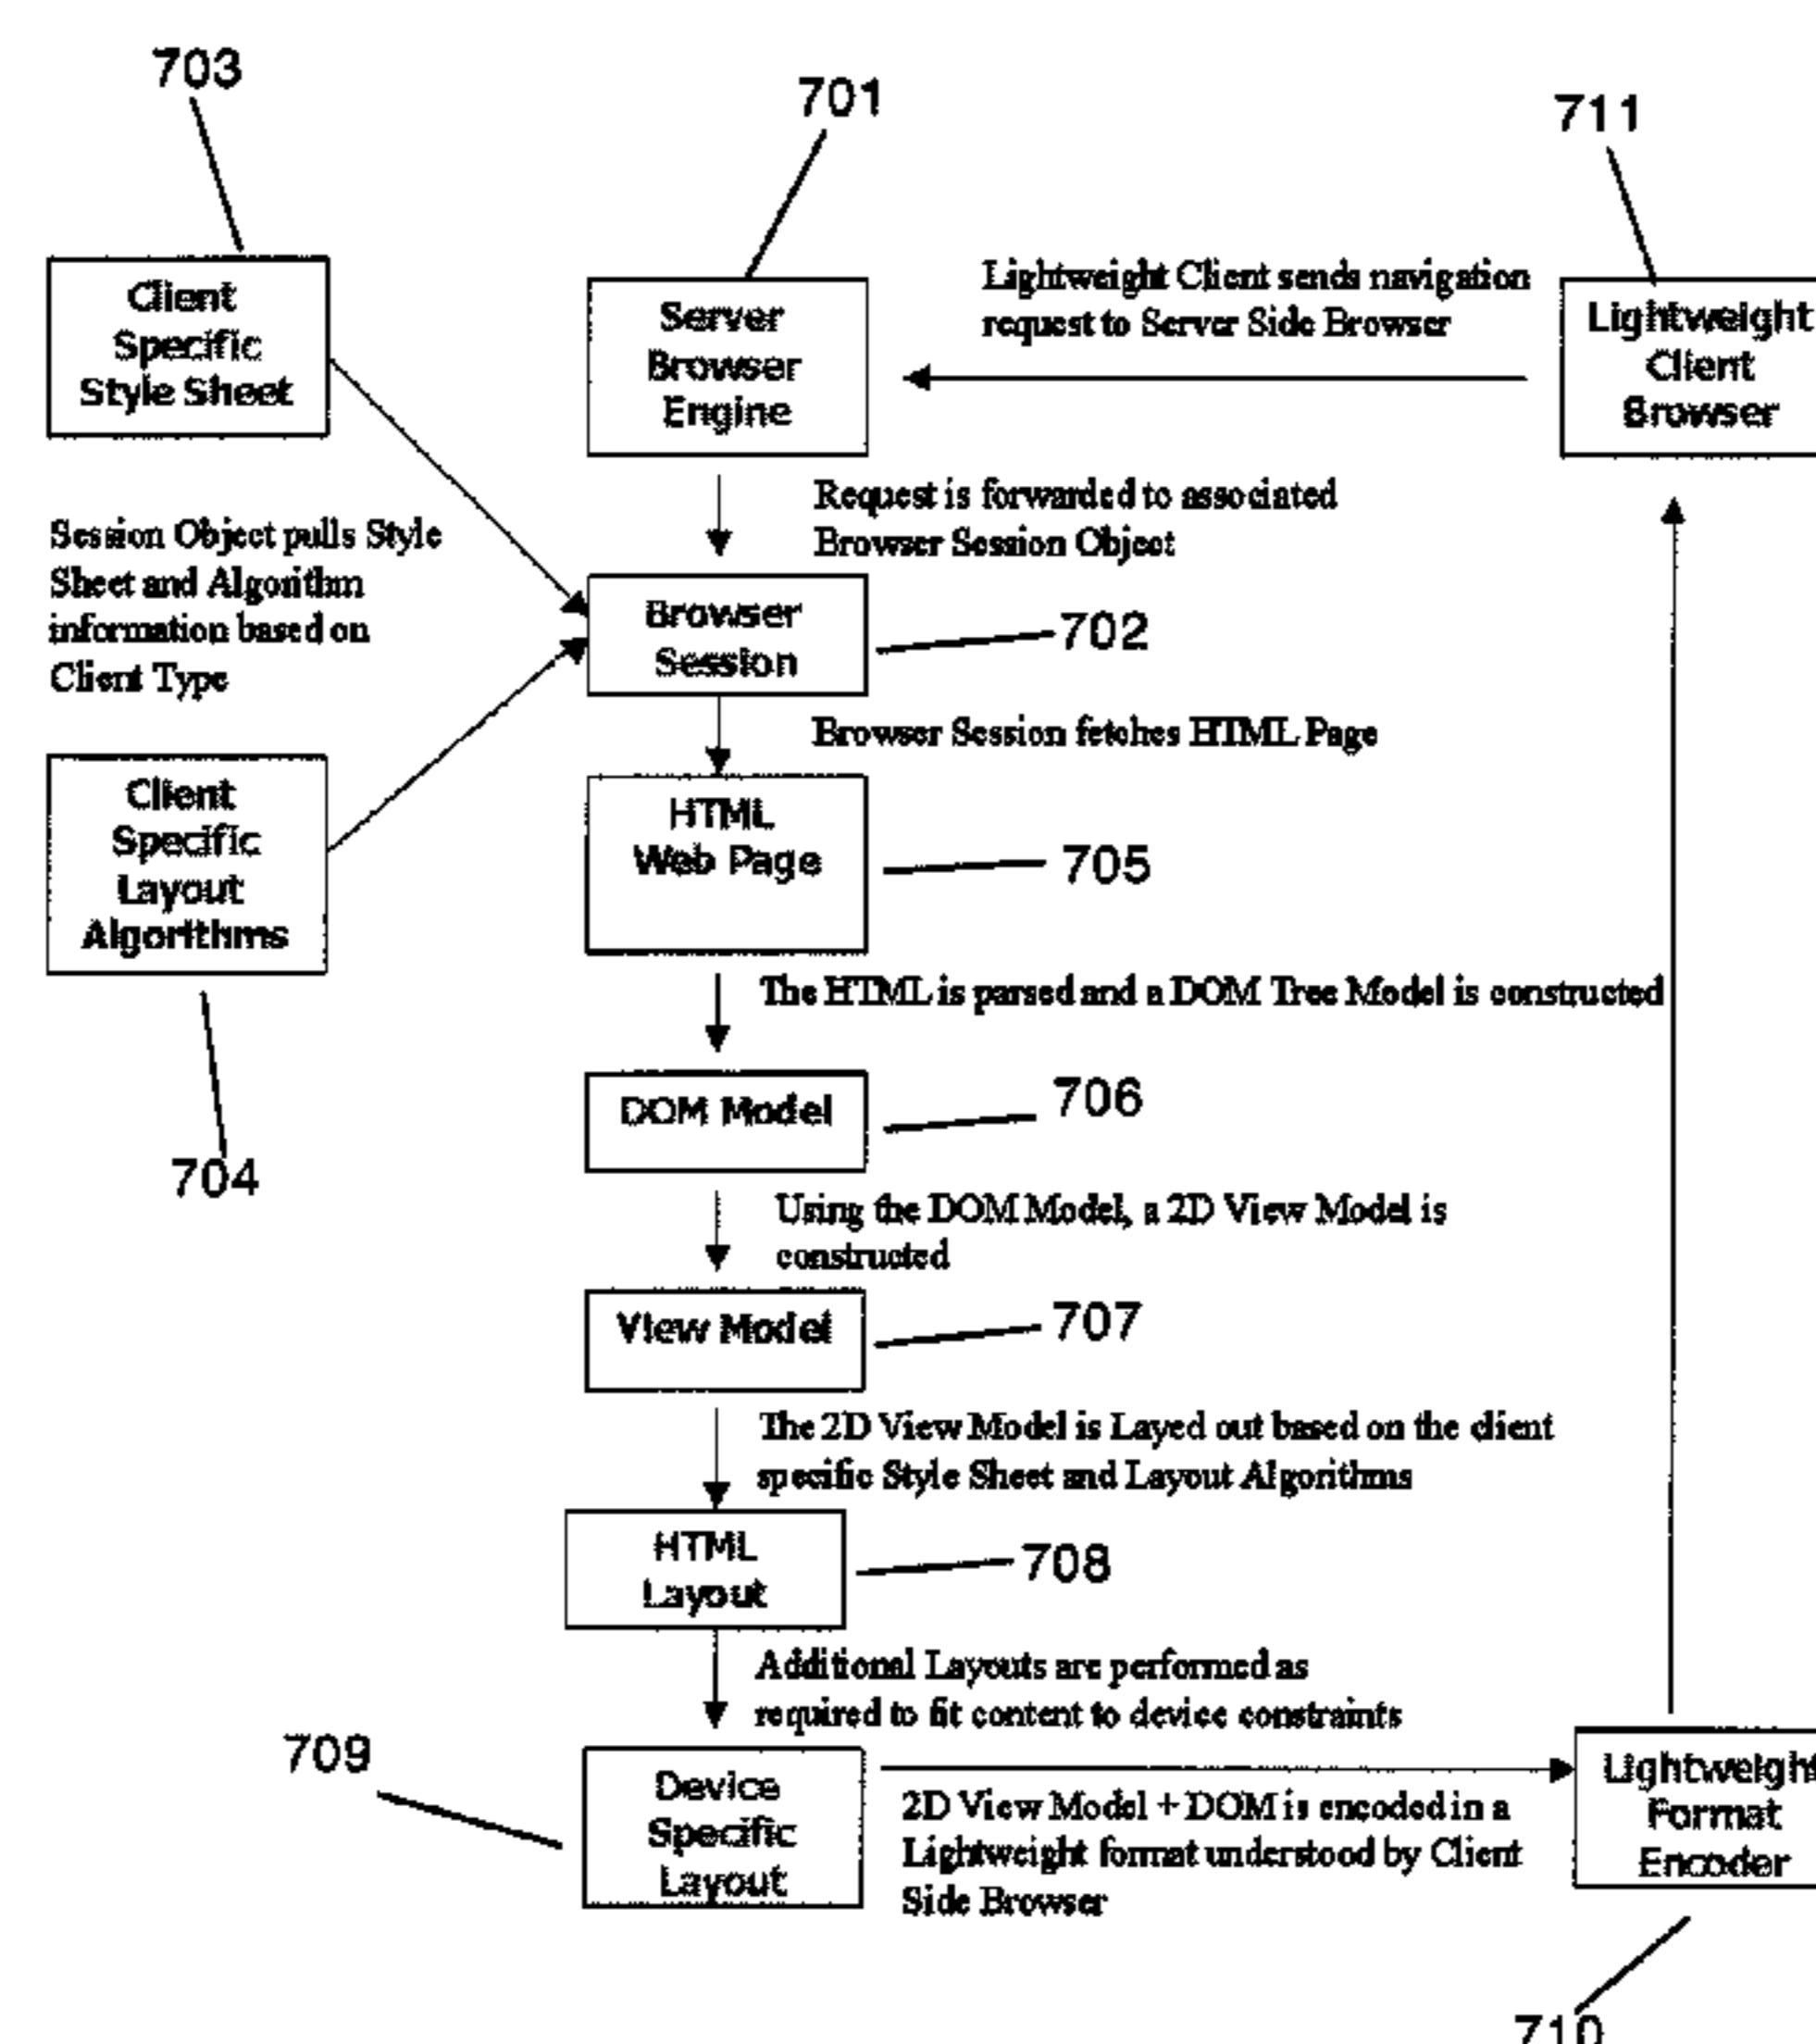 703
701
711
Client
Specific
Style Sheet
Server
Browser
Engine
Lightweight Client sends navigation
request to Server Side Browser
Lightweight
Client
Browser
Request is forwarded to associated
Browser Session Object
Session Object pulls Style
Sheet and Algorithm
information based on
Client Type
Browser
Session
702
Browser Session fetches HTML Page
Client
Specific
Layout
Algorithms
HTML
Web Page
705
The HTML is parsed and a DOM Tree Model is constructed
704
DOM Model
706
Using the DOM Model, a 2D View Model is
constructed
View Model
707
The 2D View Model is Layed out based on the client
specific Style Sheet and Layout Algorithms
HTML
Layout
708
Additional Layouts are performed as
required to fit content to device constraints
709
Device
Specific
Layout
2D View Model + DOM is encoded in a
Lightweight format understood by Client
Side Browser
Lightweight
Format
Encoder
710